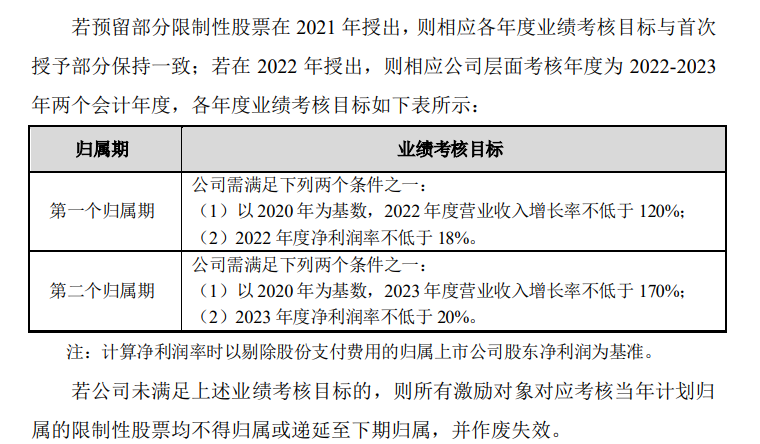 若预留部分限制性股票在 2021 年授出，则相应各年度业绩考核目标与首次
授予部分保持一致；若在 2022 年授出，则相应公司层面考核年度为 2022-2023
年两个会计年度，各年度业绩考核目标如下表所示：
归属期 业绩考核目标
第一个归属期
公司需满足下列两个条件之一：
（1）以 2020 年为基数，2022 年度营业收入增长率不低于 120%；
（2）2022 年度净利润率不低于 18%。
第二个归属期
公司需满足下列两个条件之一：
（1）以 2020 年为基数，2023 年度营业收入增长率不低于 170%；
（2）2023 年度净利润率不低于 20%。
注：计算净利润率时以剔除股份支付费用的归属上市公司股东净利润为基准。
若公司未满足上述业绩考核目标的，则所有激励对象对应考核当年计划归
属的限制性股票均不得归属或递延至下期归属，并作废失效。